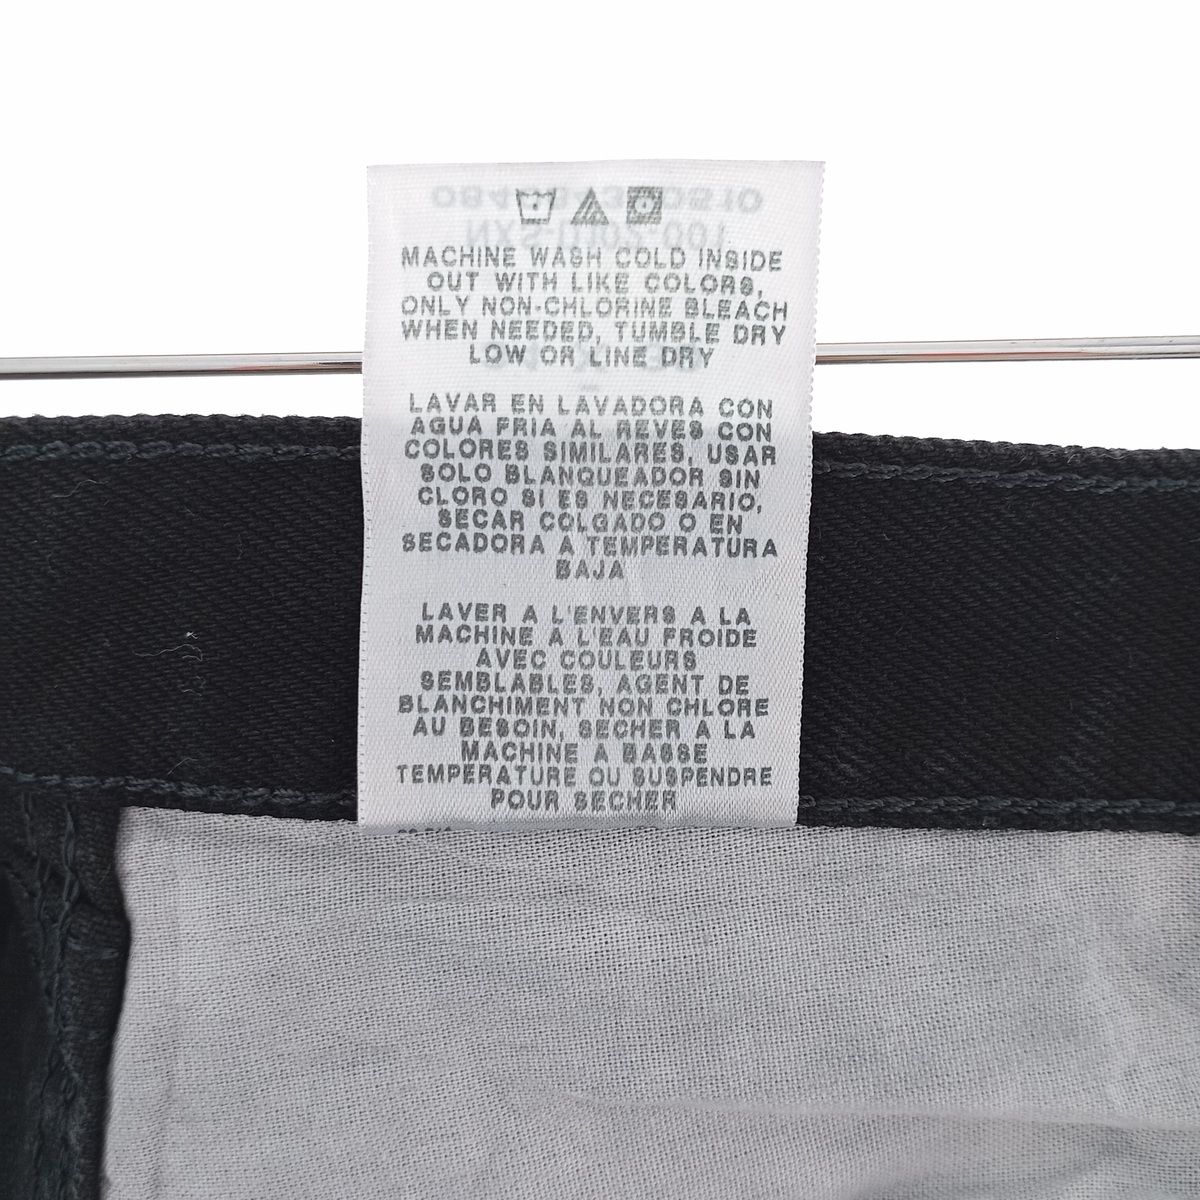 MACHINE WASH COLD INSIDE
OUT WITH LIKE COLORS,
ONLY NON-CHLORINE BLEACH
WHEN NEEDED, TUMBLE DRY
LOW OR LINE DRY
LAVAR EN LAVADORA CON
AGUA FRIA AL REVES CON
COLORES SIMILARES, USAR
SOLO BLANQUEADOR SIN
CLORO SI ES NECESARIO,
SECAR COLGADO O EN
SECADORA A TEMPERATURA
BAJA
LAVER A L'ENVERS A LA
MACHINE A L'EAU FROIDE
AVEC COULEURS
SEMBLABLES, AGENT DE
BLANCHIMENT NON CHLORE
AU BESOIN, SECHER A LA
MACHINE A BASSE
TEMPERATURE OU SUSPENDRE
POUR SECHER